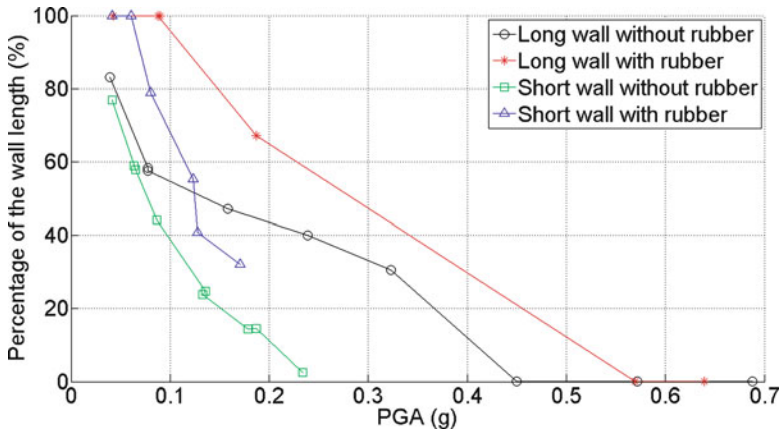 Percentage of the wall length (%)
100
80
60
40
20
0
0
0.1
0.2
0.3
0.4
0.5
0.6
0.7
PGA (g)
Long wall without rubber
Long wall with rubber
Short wall without rubber
Short wall with rubber